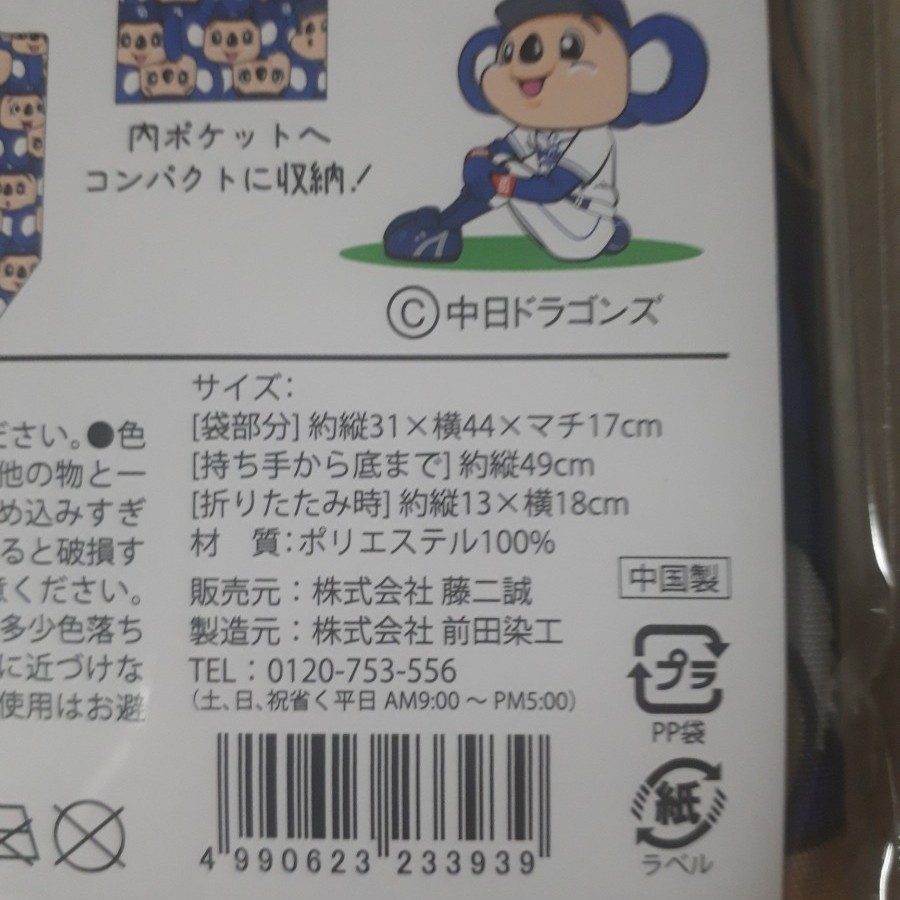 内ポケットへ
コンパクトに収納！
©中日ドラゴンズ
ださい。●色
他の物と一
め込みすぎ
ると破損す
意ください。
多少色落ち
に近づけな
使用はお避
サイズ：
[袋部分] 約縦31×横44×マチ17cm
[持ち手から底まで] 約縦49cm
[折りたたみ時] 約縦13×横18cm
材　質：ポリエステル100%
販売元：株式会社 藤二誠
製造元：株式会社 前田染工
TEL：0120-753-556
（土、日、祝省く平日 AM9:00 ～ PM5:00）
中国製
プラ
PP袋
紙
ラベル
4 990623 233939